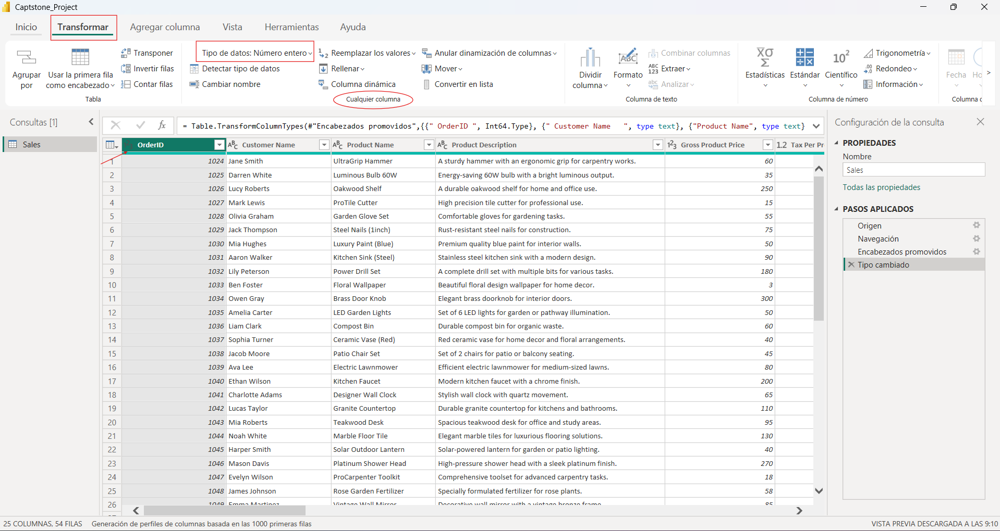 Captstone_Project
Inicio Transformar Agregar columna Vista Herramientas Ayuda
Agrupar por
Usar la primera fila como encabezado
Transponer
Invertir filas
Contar filas
Tabla
Tipo de datos: Número entero
Detectar tipo de datos
Cambiar nombre
Reemplazar los valores
Rellenar
Columna dinámica
Anular dinamización de columnas
Mover
Convertir en lista
Cualquier columna
Dividir columna
Formato
Combinar columnas
Extraer
Analizar
Columna de texto
Estadísticas
Estándar
Científico
Trigonometría
Redondeo
Información
Columna de número
Fecha
Ho
Columna
Consultas [1]
Sales
= Table.TransformColumnTypes(#"Encabezados promovidos",{{" OrderID ", Int64.Type}, {" Customer Name   ", type text}, {"Product Name", type text}
OrderID Customer Name Product Name Product Description Gross Product Price 1.2 Tax Per Pr
1 1024 Jane Smith UltraGrip Hammer A sturdy hammer with an ergonomic grip for carpentry works. 60
2 1025 Darren White Luminous Bulb 60W Energy-saving 60W bulb with a bright luminous output. 35
3 1026 Lucy Roberts Oakwood Shelf A durable oakwood shelf for home and office use. 250
4 1027 Mark Lewis ProTile Cutter High precision tile cutter for professional use. 15
5 1028 Olivia Graham Garden Glove Set Comfortable gloves for gardening tasks. 55
6 1029 Jack Thompson Steel Nails (1inch) Rust-resistant steel nails for construction. 75
7 1030 Mia Hughes Luxury Paint (Blue) Premium quality blue paint for interior walls. 50
8 1031 Aaron Walker Kitchen Sink (Steel) Stainless steel kitchen sink with a modern design. 90
9 1032 Lily Peterson Power Drill Set A complete drill set with multiple bits for various tasks. 180
10 1033 Ben Foster Floral Wallpaper Beautiful floral design wallpaper for home decor. 3
11 1034 Owen Gray Brass Door Knob Elegant brass doorknob for interior doors. 300
12 1035 Amelia Carter LED Garden Lights Set of 6 LED lights for garden or pathway illumination. 50
13 1036 Liam Clark Compost Bin Durable compost bin for organic waste. 60
14 1037 Sophia Turner Ceramic Vase (Red) Red ceramic vase for home decor and floral arrangements. 40
15 1038 Jacob Moore Patio Chair Set Set of 2 chairs for patio or balcony seating. 45
16 1039 Ava Lee Electric Lawnmower Efficient electric lawnmower for medium-sized lawns. 80
17 1040 Ethan Wilson Kitchen Faucet Modern kitchen faucet with a chrome finish. 200
18 1041 Charlotte Adams Designer Wall Clock Stylish wall clock with quartz movement. 65
19 1042 Lucas Taylor Granite Countertop Durable granite countertop for kitchens and bathrooms. 110
20 1043 Mia Roberts Teakwood Desk Spacious teakwood desk for office and study areas. 95
21 1044 Noah White Marble Floor Tile Elegant marble tiles for luxurious flooring solutions. 130
22 1045 Harper Smith Solar Outdoor Lantern Solar-powered lantern for garden or patio lighting. 40
23 1046 Mason Davis Platinum Shower Head High-pressure shower head with a sleek platinum finish. 270
24 1047 Evelyn Wilson ProCarpenter Toolkit Comprehensive toolset for advanced carpentry tasks. 18
25 1048 James Johnson Rose Garden Fertilizer Specially formulated fertilizer for rose plants. 58
26 1049 Emma Martinez Vintage Wall Mirror Decorative wall mirror with a vintage bronze frame. 85
Configuración de la consulta
PROPIEDADES
Nombre
Sales
Todas las propiedades
PASOS APLICADOS
Origen
Navegación
Encabezados promovidos
Tipo cambiado
25 COLUMNAS, 54 FILAS Generación de perfiles de columnas basada en las 1000 primeras filas
VISTA PREVIA DESCARGADA A LAS 9:10